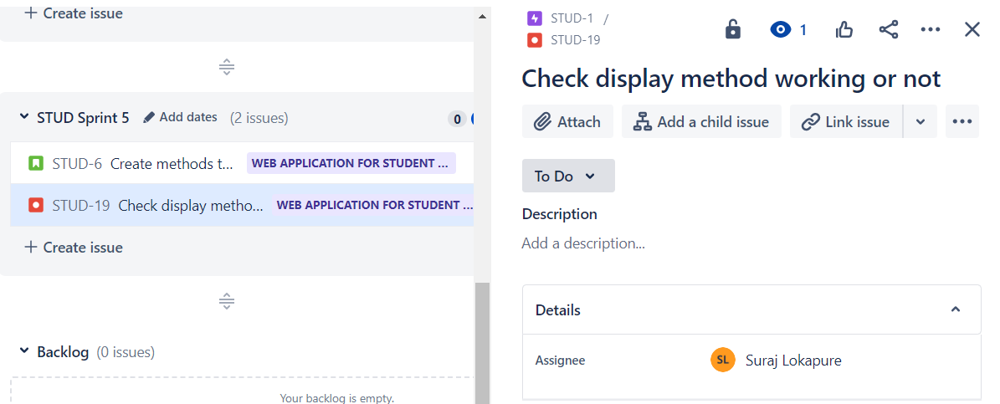 Create issue
STUD Sprint 5 Add dates (2 issues) 0
STUD-6 Create methods t... WEB APPLICATION FOR STUDENT ...
STUD-19 Check display metho... WEB APPLICATION FOR STUDENT ...
Create issue
Backlog (0 issues)
Your backlog is empty.
STUD-1 /
STUD-19
1
Check display method working or not
Attach Add a child issue Link issue
To Do
Description
Add a description...
Details
Assignee SL Suraj Lokapure